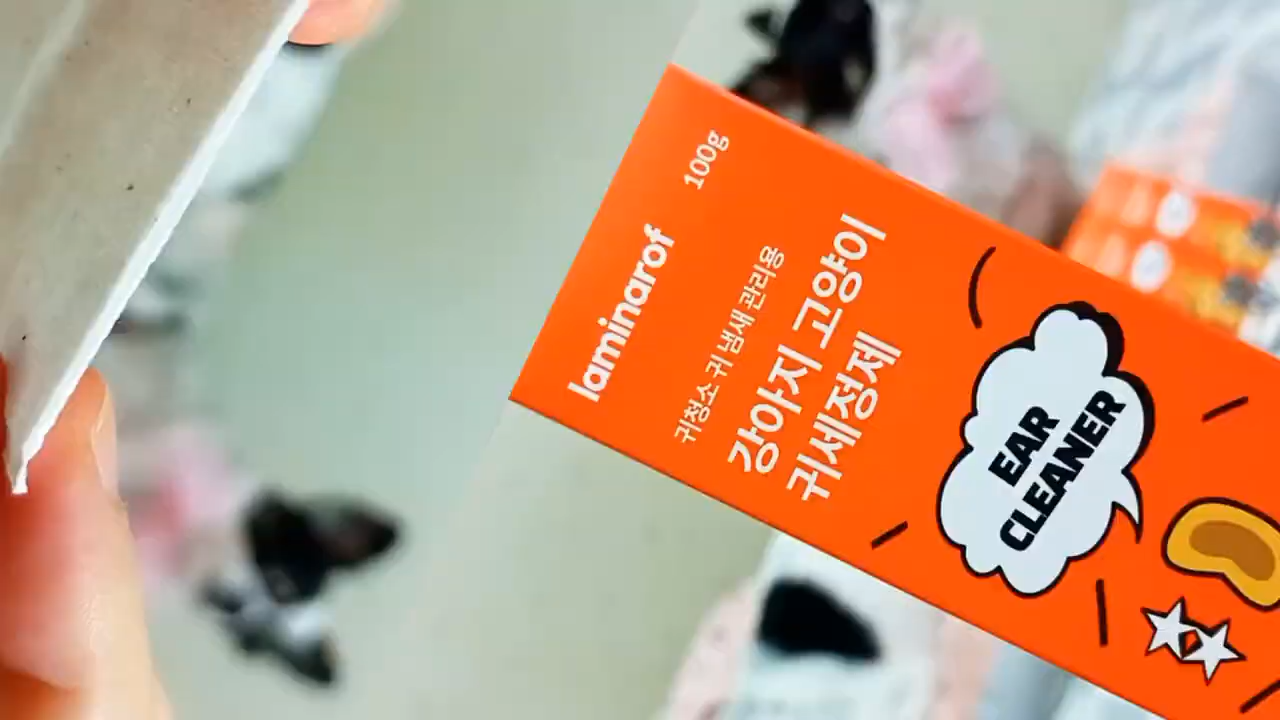 100g
laminarof
귀청소 귀 냄새 관리용
강아지 고양이
귀세정제
EAR
CLEANER